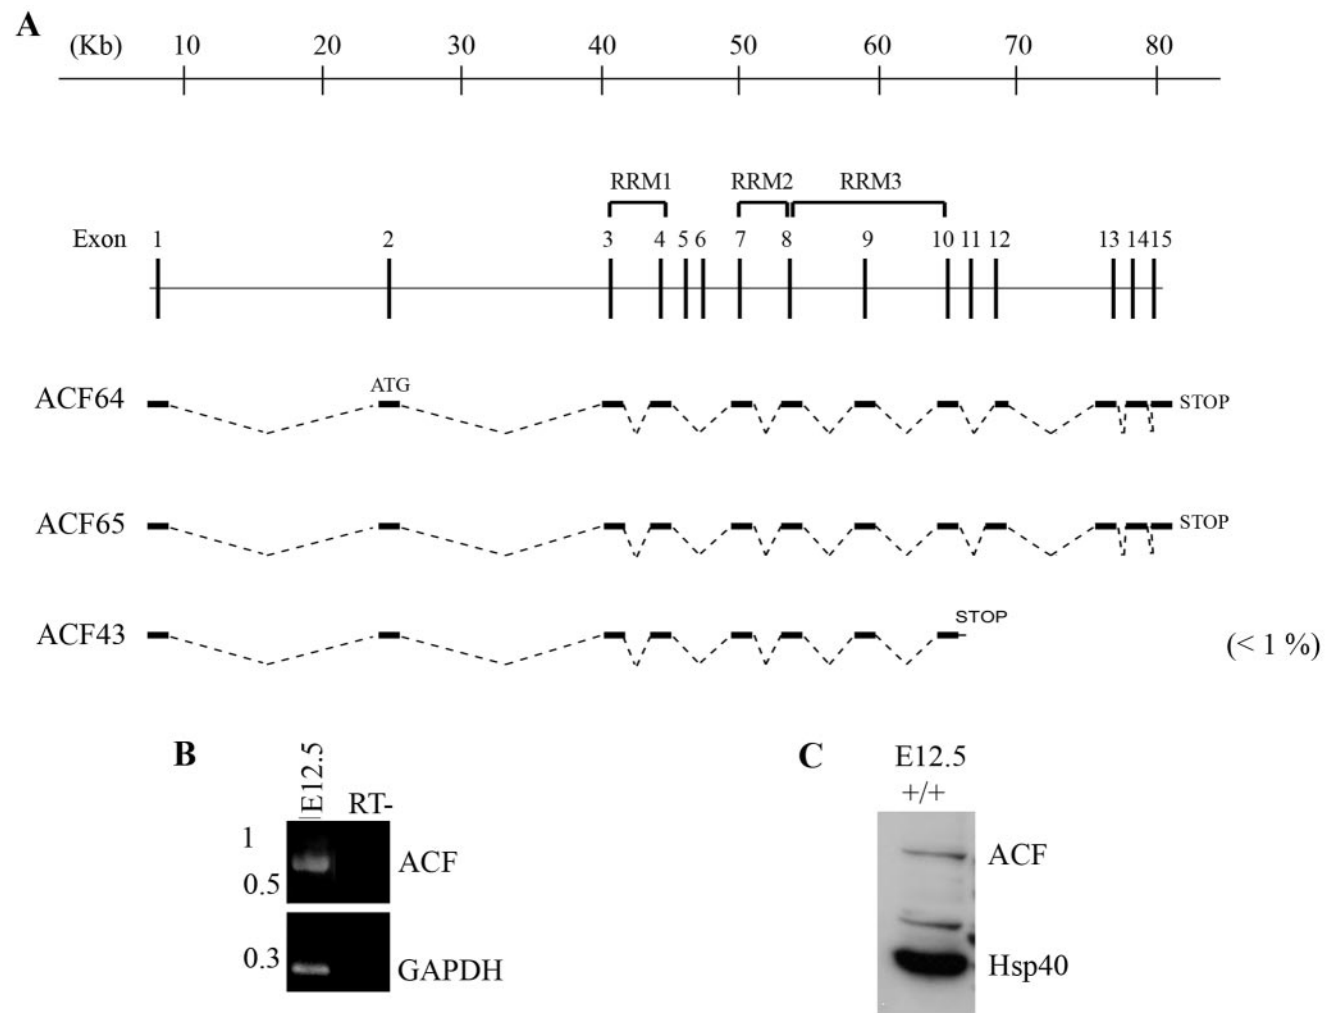 A
(Kb) 10 20 30 40 50 60 70 80
RRM1 RRM2 RRM3
Exon 1 2 3 4 5 6 7 8 9 10 11 12 13 14 15
ATG
ACF64 STOP
ACF65 STOP
STOP
ACF43 (< 1 %)
B
E12.5
RT-
1
ACF
0.5
0.3
GAPDH
C
E12.5
+/+
ACF
Hsp40